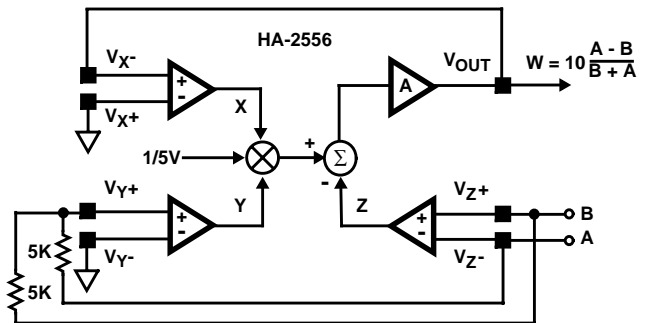 HA-2556
VX-
VX+
X
A
VOUT
W = 10 A - B / B + A
1/5V
+
-
+
-
Σ
VY+
VY-
Y
+
-
Z
+
-
VZ+
VZ-
B
A
5K
5K